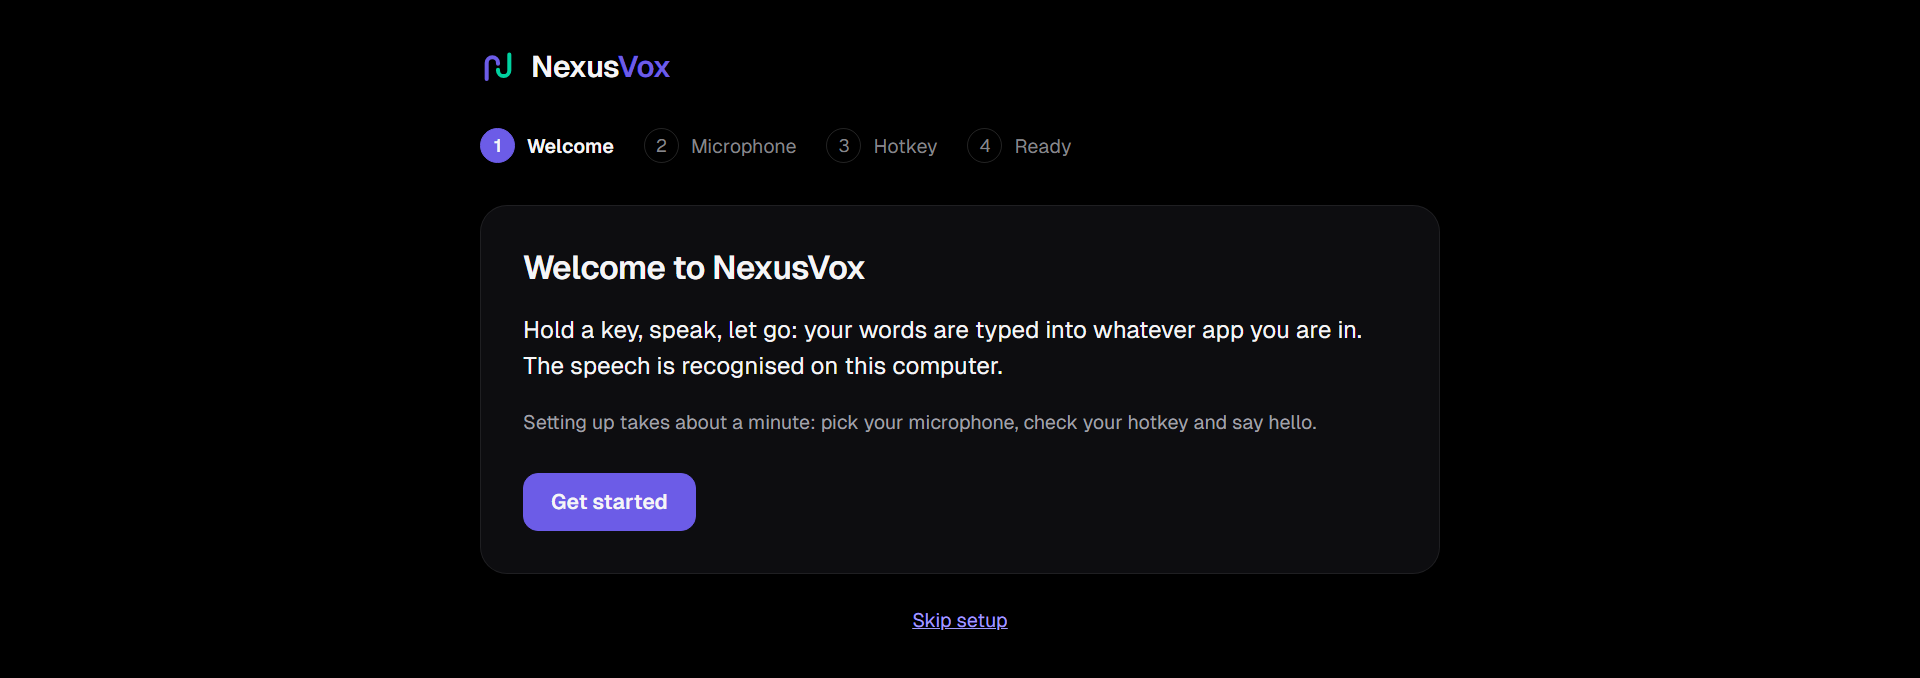 NexusVox
1 Welcome 2 Microphone 3 Hotkey 4 Ready
Welcome to NexusVox
Hold a key, speak, let go: your words are typed into whatever app you are in.
The speech is recognised on this computer.
Setting up takes about a minute: pick your microphone, check your hotkey and say hello.
Get started
Skip setup